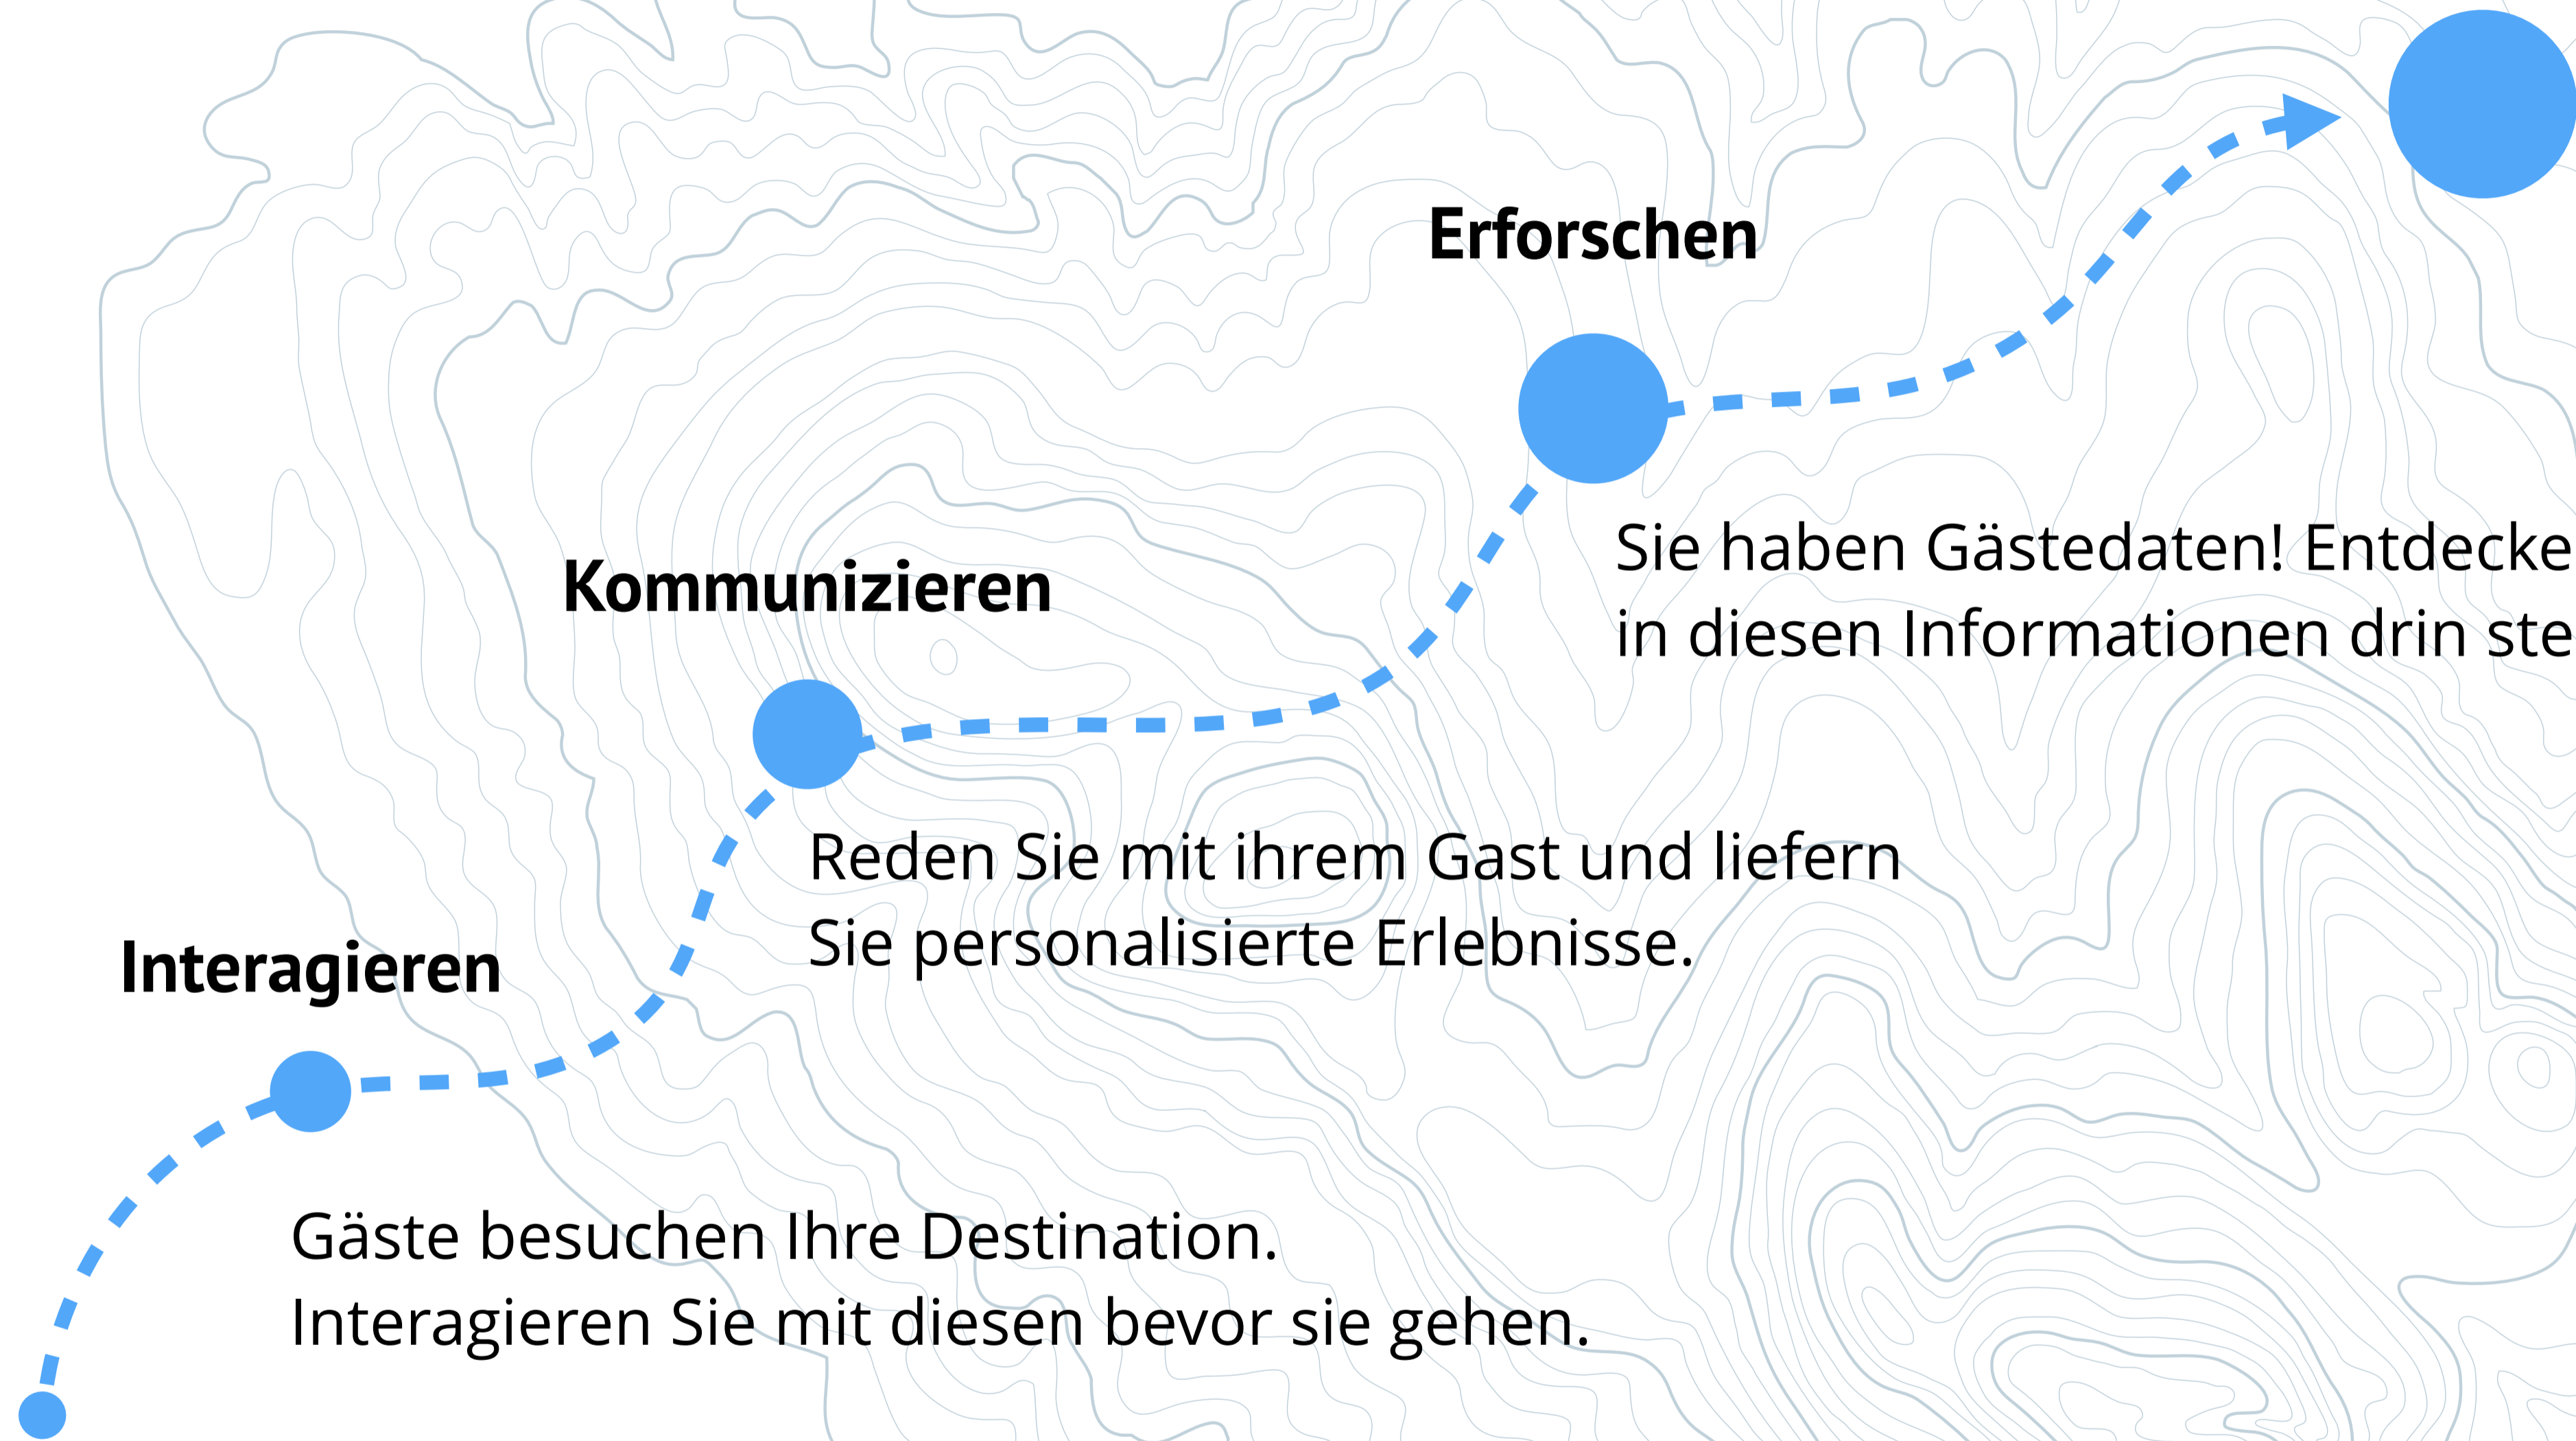 Erforschen
Sie haben Gästedaten! Entdecke
in diesen Informationen drin ste
Kommunizieren
Reden Sie mit ihrem Gast und liefern
Sie personalisierte Erlebnisse.
Interagieren
Gäste besuchen Ihre Destination.
Interagieren Sie mit diesen bevor sie gehen.